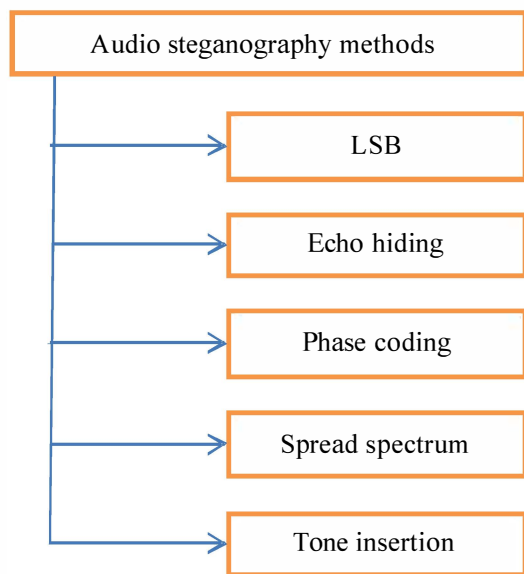 Audio steganography methods
LSB
Echo hiding
Phase coding
Spread spectrum
Tone insertion